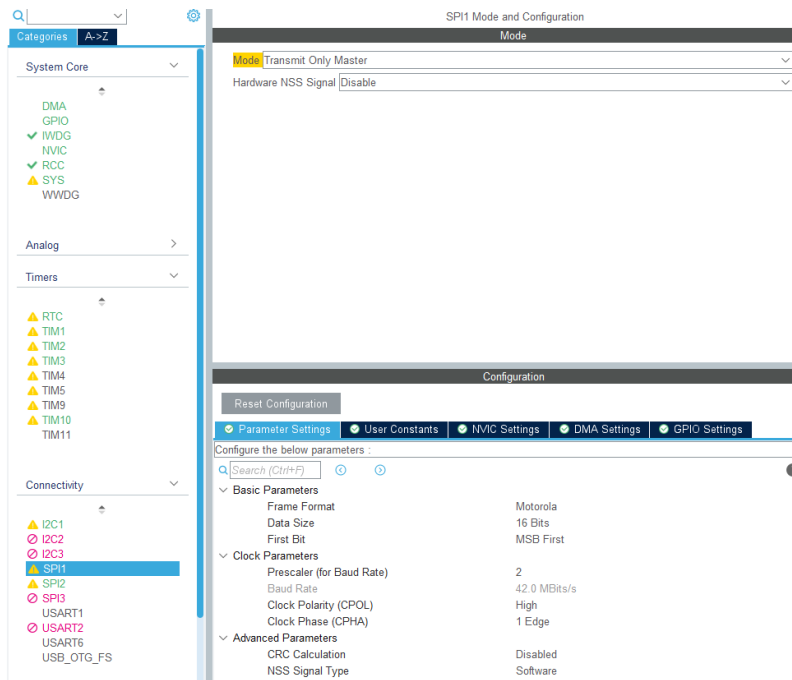 SPI1 Mode and Configuration
Categories A->Z
Mode
System Core
Mode Transmit Only Master
Hardware NSS Signal Disable
DMA
GPIO
IWDG
NVIC
RCC
SYS
WWDG
Analog
Timers
RTC
TIM1
TIM2
TIM3
TIM4
TIM5
TIM9
TIM10
TIM11
Connectivity
I2C1
I2C2
I2C3
SPI1
SPI2
SPI3
USART1
USART2
USART6
USB_OTG_FS
Configuration
Reset Configuration
Parameter Settings User Constants NVIC Settings DMA Settings GPIO Settings
Configure the below parameters :
Search (Ctrl+F)
Basic Parameters
Frame Format Motorola
Data Size 16 Bits
First Bit MSB First
Clock Parameters
Prescaler (for Baud Rate) 2
Baud Rate 42.0 MBits/s
Clock Polarity (CPOL) High
Clock Phase (CPHA) 1 Edge
Advanced Parameters
CRC Calculation Disabled
NSS Signal Type Software